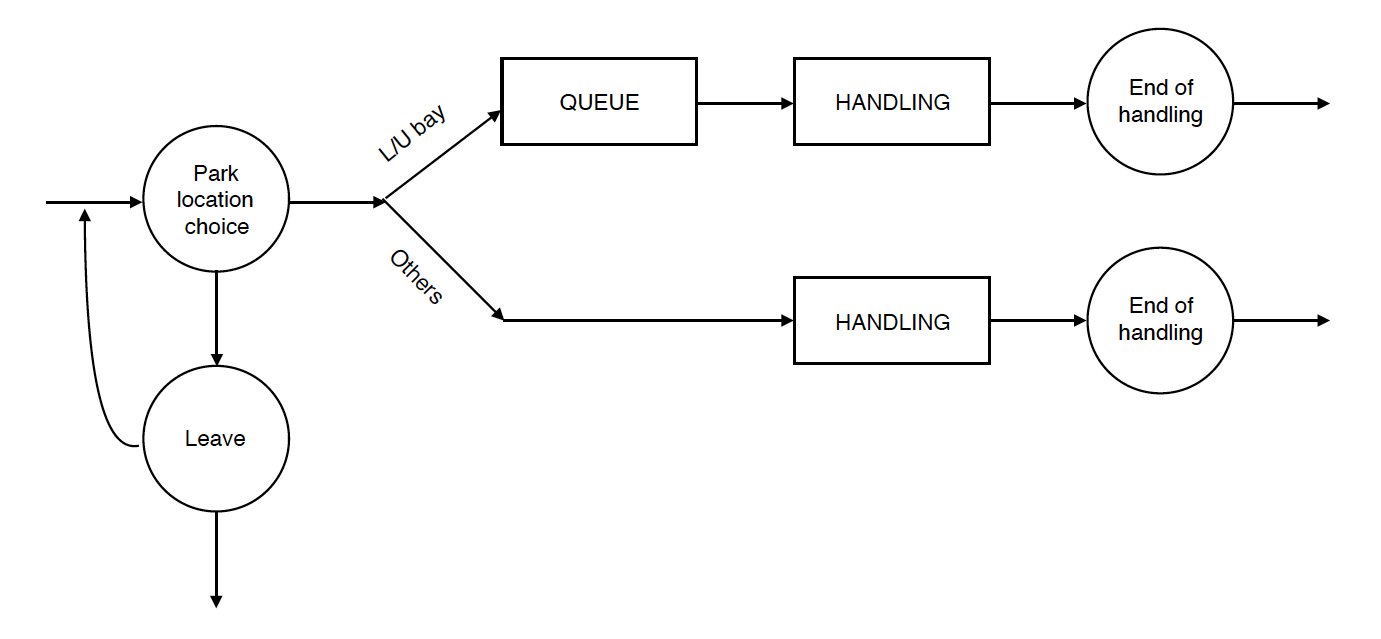 Park
location
choice
Leave
L/U bay
Others
QUEUE
HANDLING
End of
handling
HANDLING
End of
handling